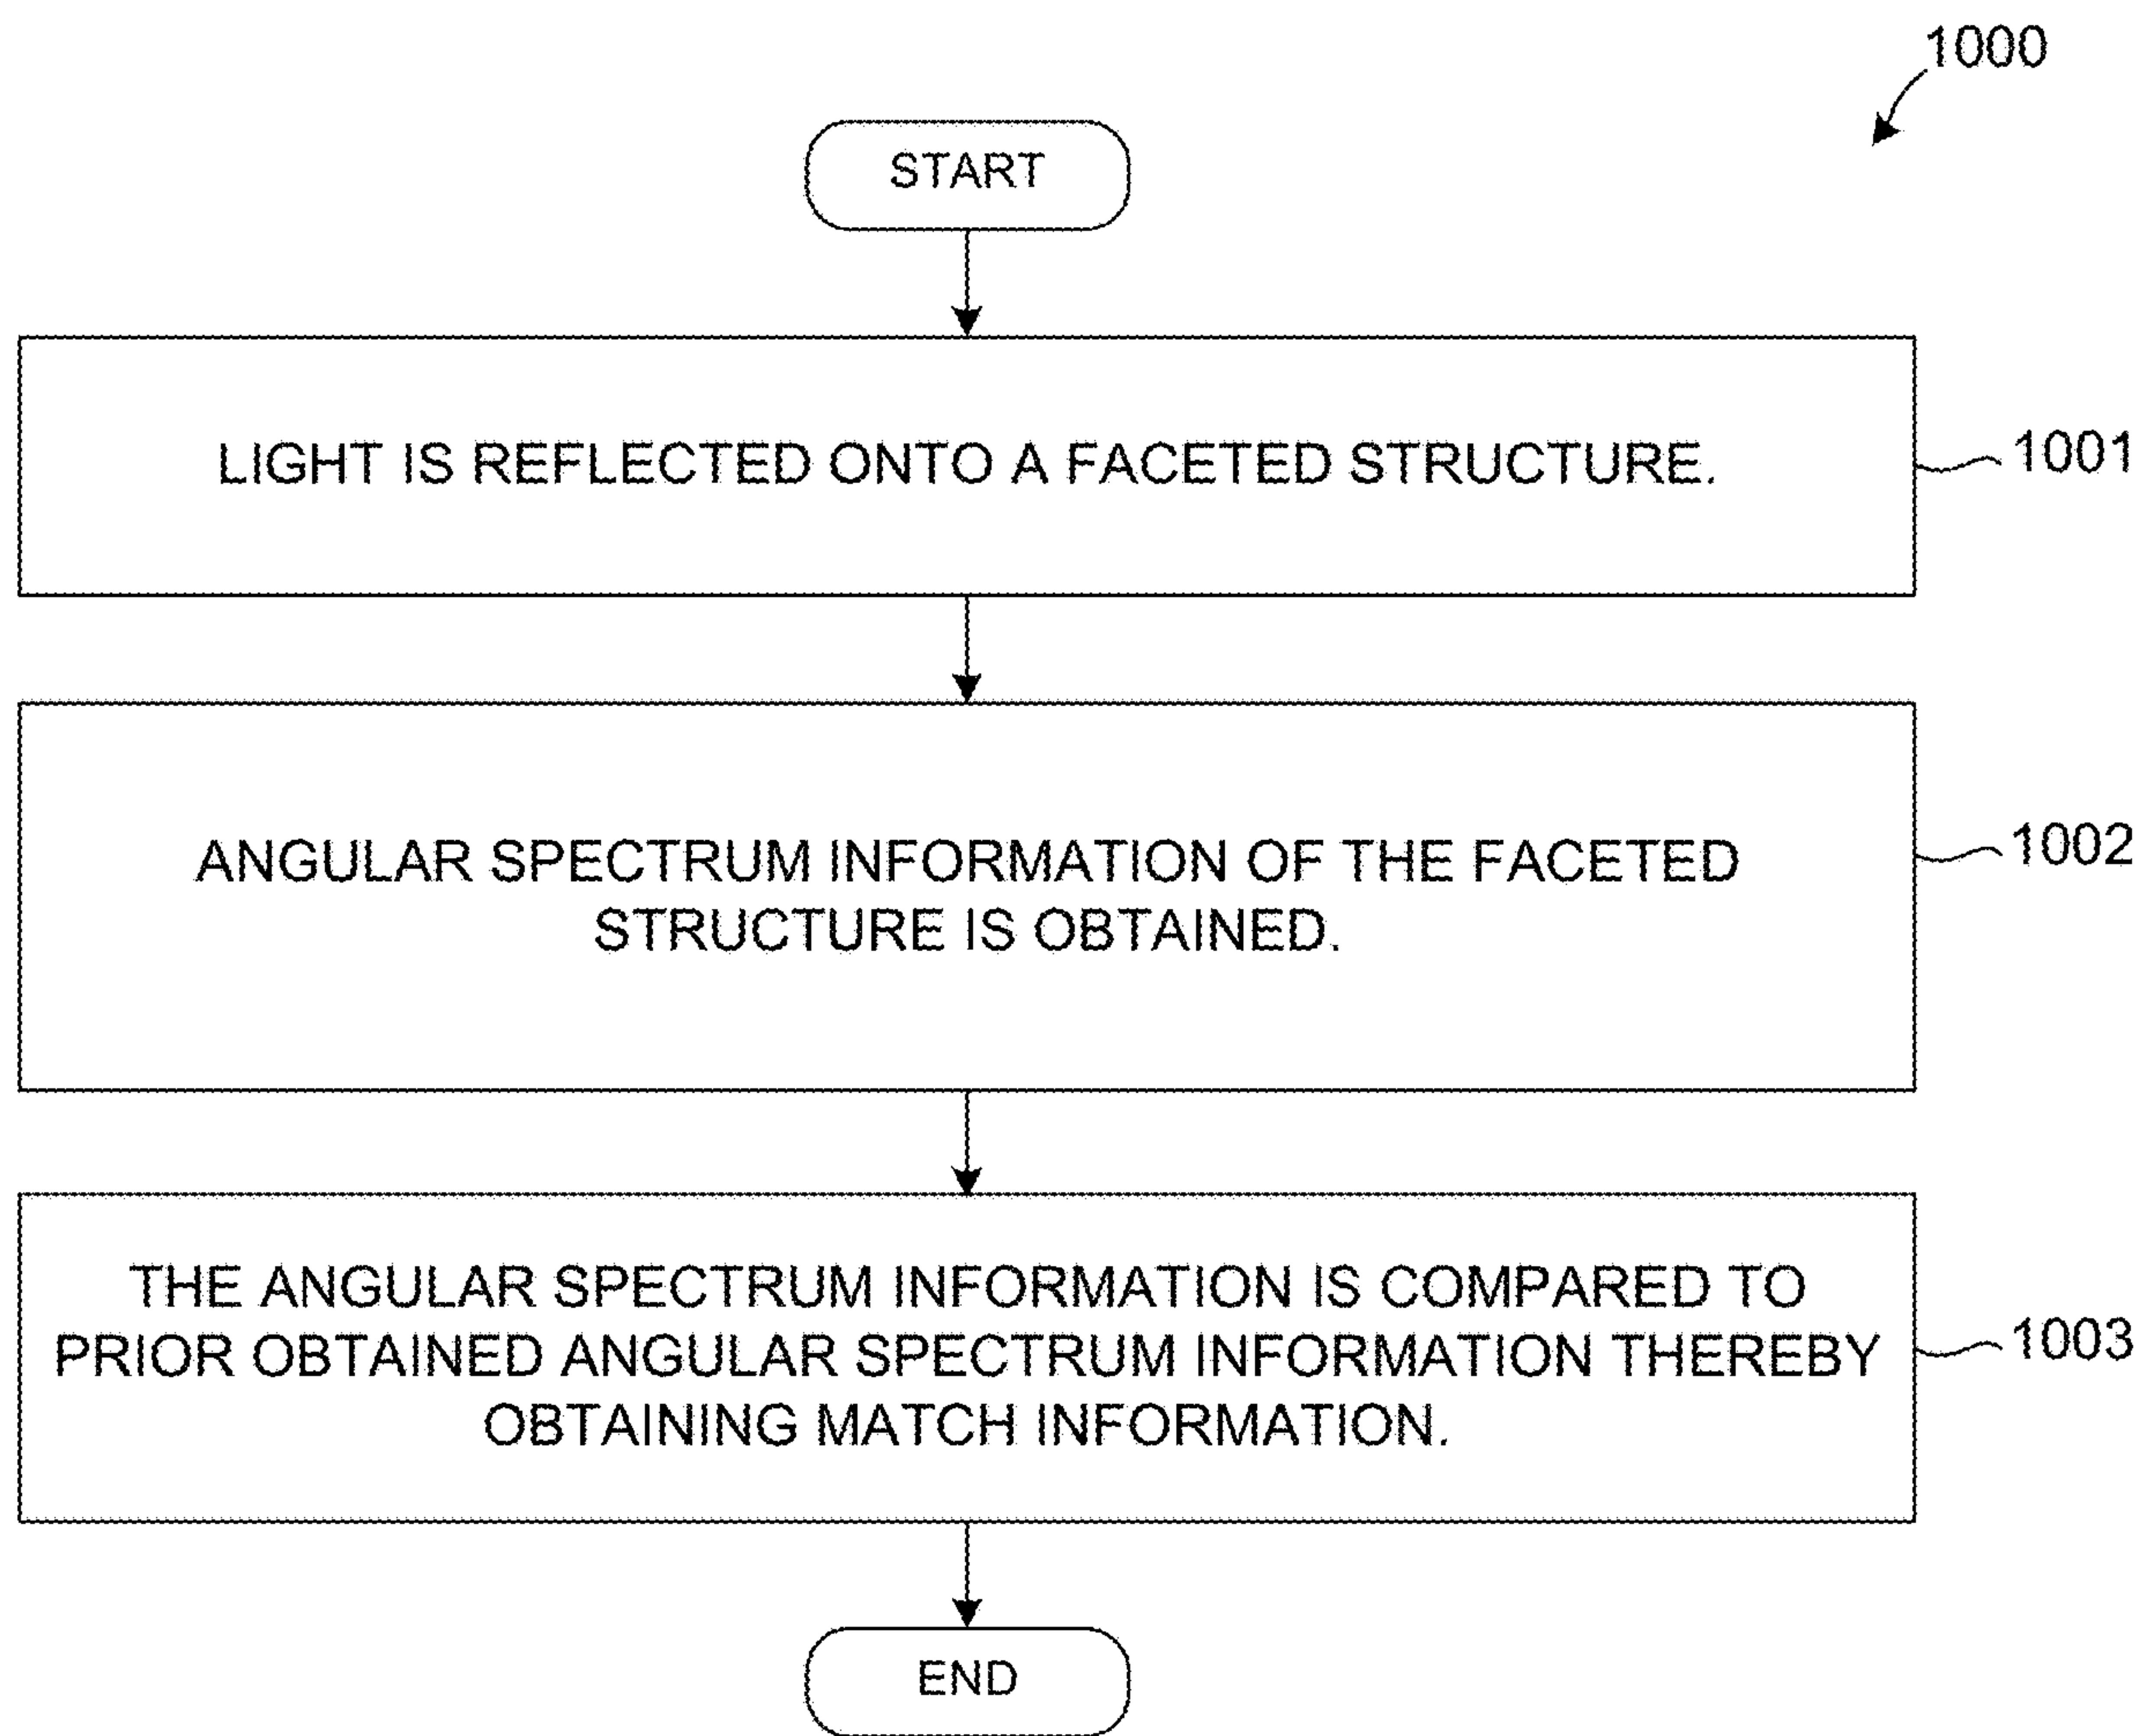 1000
START
LIGHT IS REFLECTED ONTO A FACETED STRUCTURE.
1001
ANGULAR SPECTRUM INFORMATION OF THE FACETED
STRUCTURE IS OBTAINED.
1002
THE ANGULAR SPECTRUM INFORMATION IS COMPARED TO
PRIOR OBTAINED ANGULAR SPECTRUM INFORMATION THEREBY
OBTAINING MATCH INFORMATION.
1003
END